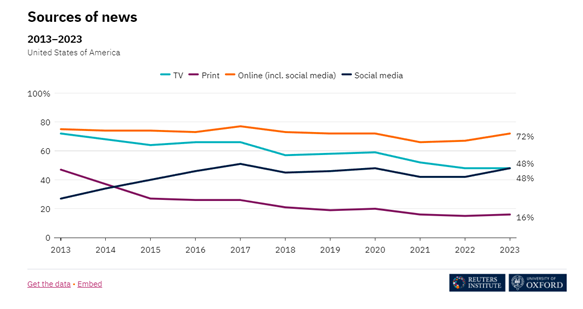 Sources of news
2013–2023
United States of America
TV Print Online (incl. social media) Social media
100%
80
60
40
20
0
72%
48%
48%
16%
2013 2014 2015 2016 2017 2018 2019 2020 2021 2022 2023
Get the data • Embed
REUTERS
INSTITUTE
UNIVERSITY OF
OXFORD